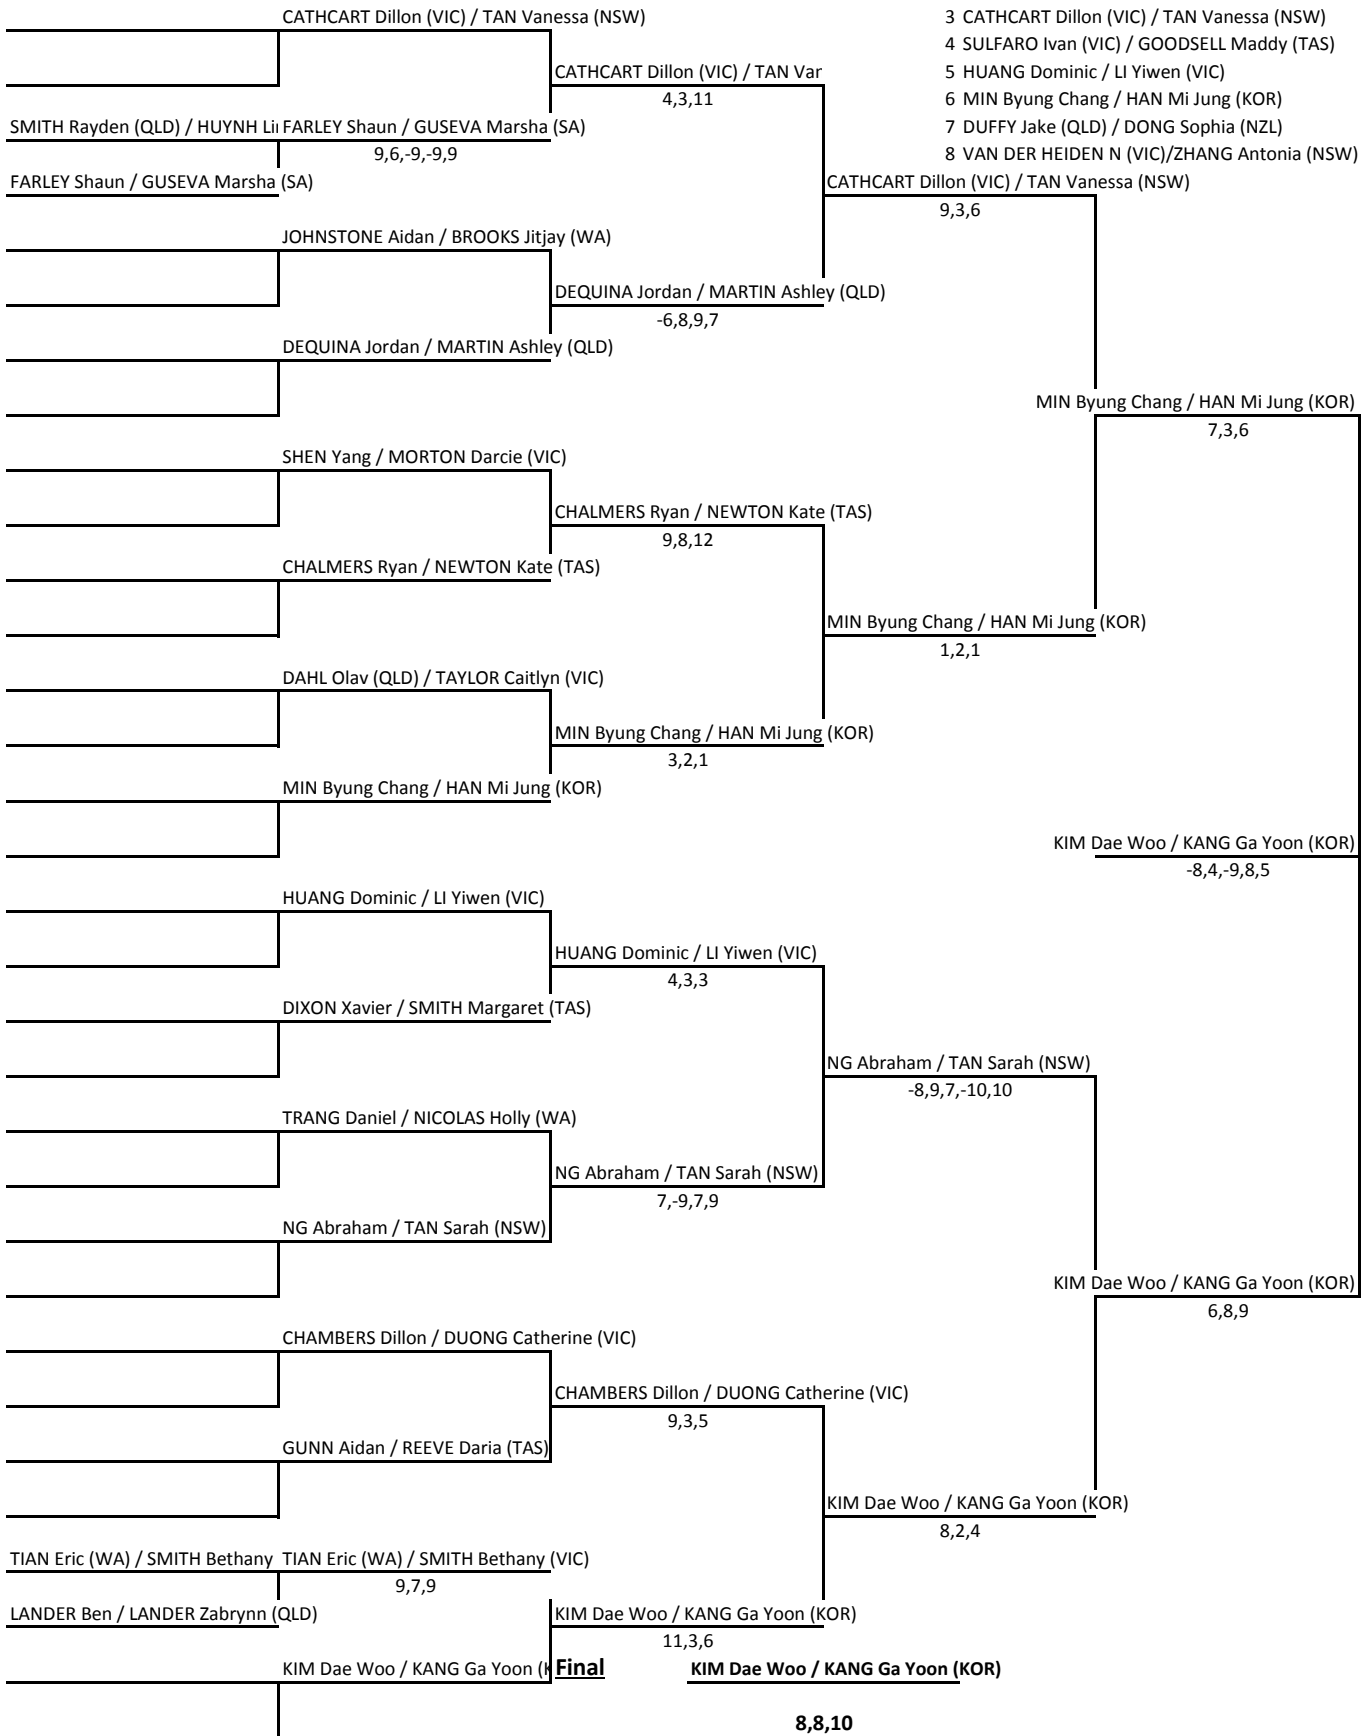 CATHCART Dillon (VIC) / TAN Vanessa (NSW)
3 CATHCART Dillon (VIC) / TAN Vanessa (NSW)
4 SULFARO Ivan (VIC) / GOODSELL Maddy (TAS)
CATHCART Dillon (VIC) / TAN Var
5 HUANG Dominic / LI Yiwen (VIC)
4,3,11
6 MIN Byung Chang / HAN Mi Jung (KOR)
SMITH Rayden (QLD) / HUYNH Lii FARLEY Shaun / GUSEVA Marsha (SA)
7 DUFFY Jake (QLD) / DONG Sophia (NZL)
9,6,-9,-9,9
8 VAN DER HEIDEN N (VIC)/ZHANG Antonia (NSW)
FARLEY Shaun / GUSEVA Marsha (SA)
CATHCART Dillon (VIC) / TAN Vanessa (NSW)
9,3,6
JOHNSTONE Aidan / BROOKS Jitjay (WA)
DEQUINA Jordan / MARTIN Ashley (QLD)
-6,8,9,7
DEQUINA Jordan / MARTIN Ashley (QLD)
MIN Byung Chang / HAN Mi Jung (KOR)
7,3,6
SHEN Yang / MORTON Darcie (VIC)
CHALMERS Ryan / NEWTON Kate (TAS)
9,8,12
CHALMERS Ryan / NEWTON Kate (TAS)
MIN Byung Chang / HAN Mi Jung (KOR)
1,2,1
DAHL Olav (QLD) / TAYLOR Caitlyn (VIC)
MIN Byung Chang / HAN Mi Jung (KOR)
3,2,1
MIN Byung Chang / HAN Mi Jung (KOR)
KIM Dae Woo / KANG Ga Yoon (KOR)
-8,4,-9,8,5
HUANG Dominic / LI Yiwen (VIC)
HUANG Dominic / LI Yiwen (VIC)
4,3,3
DIXON Xavier / SMITH Margaret (TAS)
NG Abraham / TAN Sarah (NSW)
-8,9,7,-10,10
TRANG Daniel / NICOLAS Holly (WA)
NG Abraham / TAN Sarah (NSW)
7,-9,7,9
NG Abraham / TAN Sarah (NSW)
KIM Dae Woo / KANG Ga Yoon (KOR)
6,8,9
CHAMBERS Dillon / DUONG Catherine (VIC)
CHAMBERS Dillon / DUONG Catherine (VIC)
9,3,5
GUNN Aidan / REEVE Daria (TAS)
KIM Dae Woo / KANG Ga Yoon (KOR)
8,2,4
TIAN Eric (WA) / SMITH Bethany TIAN Eric (WA) / SMITH Bethany (VIC)
9,7,9
LANDER Ben / LANDER Zabrynn (QLD)
KIM Dae Woo / KANG Ga Yoon (KOR)
11,3,6
KIM Dae Woo / KANG Ga Yoon (K
Final
KIM Dae Woo / KANG Ga Yoon (KOR)
8,8,10